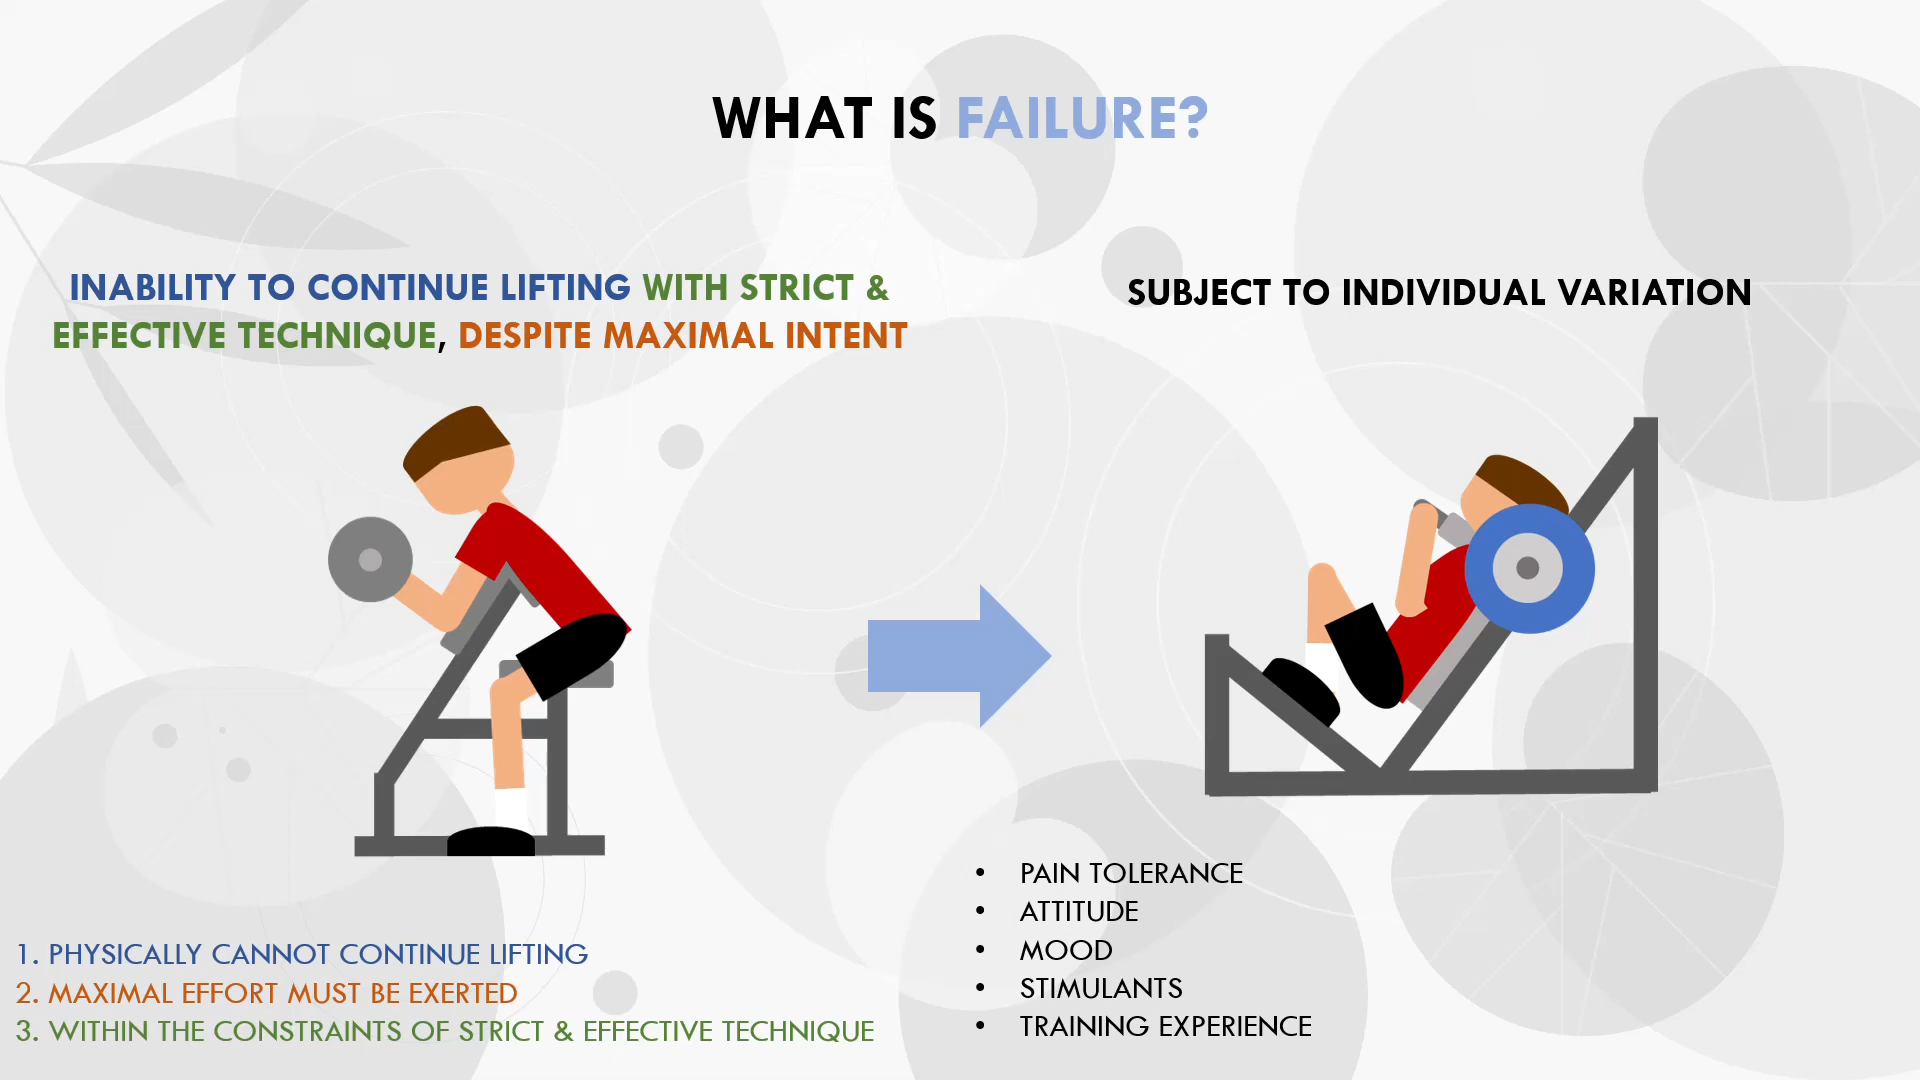 WHAT IS FAILURE?
INABILITY TO CONTINUE LIFTING WITH STRICT &
EFFECTIVE TECHNIQUE, DESPITE MAXIMAL INTENT
1. PHYSICALLY CANNOT CONTINUE LIFTING
2. MAXIMAL EFFORT MUST BE EXERTED
3. WITHIN THE CONSTRAINTS OF STRICT & EFFECTIVE TECHNIQUE
SUBJECT TO INDIVIDUAL VARIATION
• PAIN TOLERANCE
• ATTITUDE
• MOOD
• STIMULANTS
• TRAINING EXPERIENCE